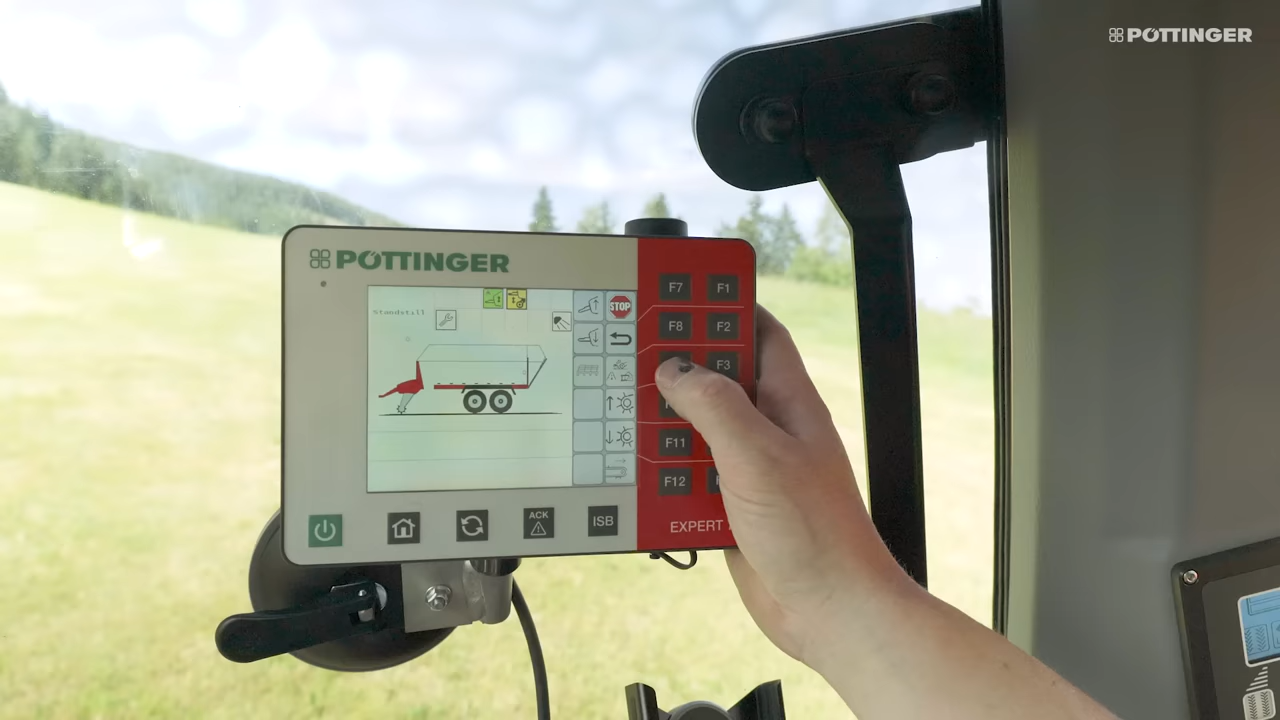 PÖTTINGER
PÖTTINGER
Standstill
STOP
F7 F1
F8 F2
F3
F11
F12
ACK
ISB
EXPERT